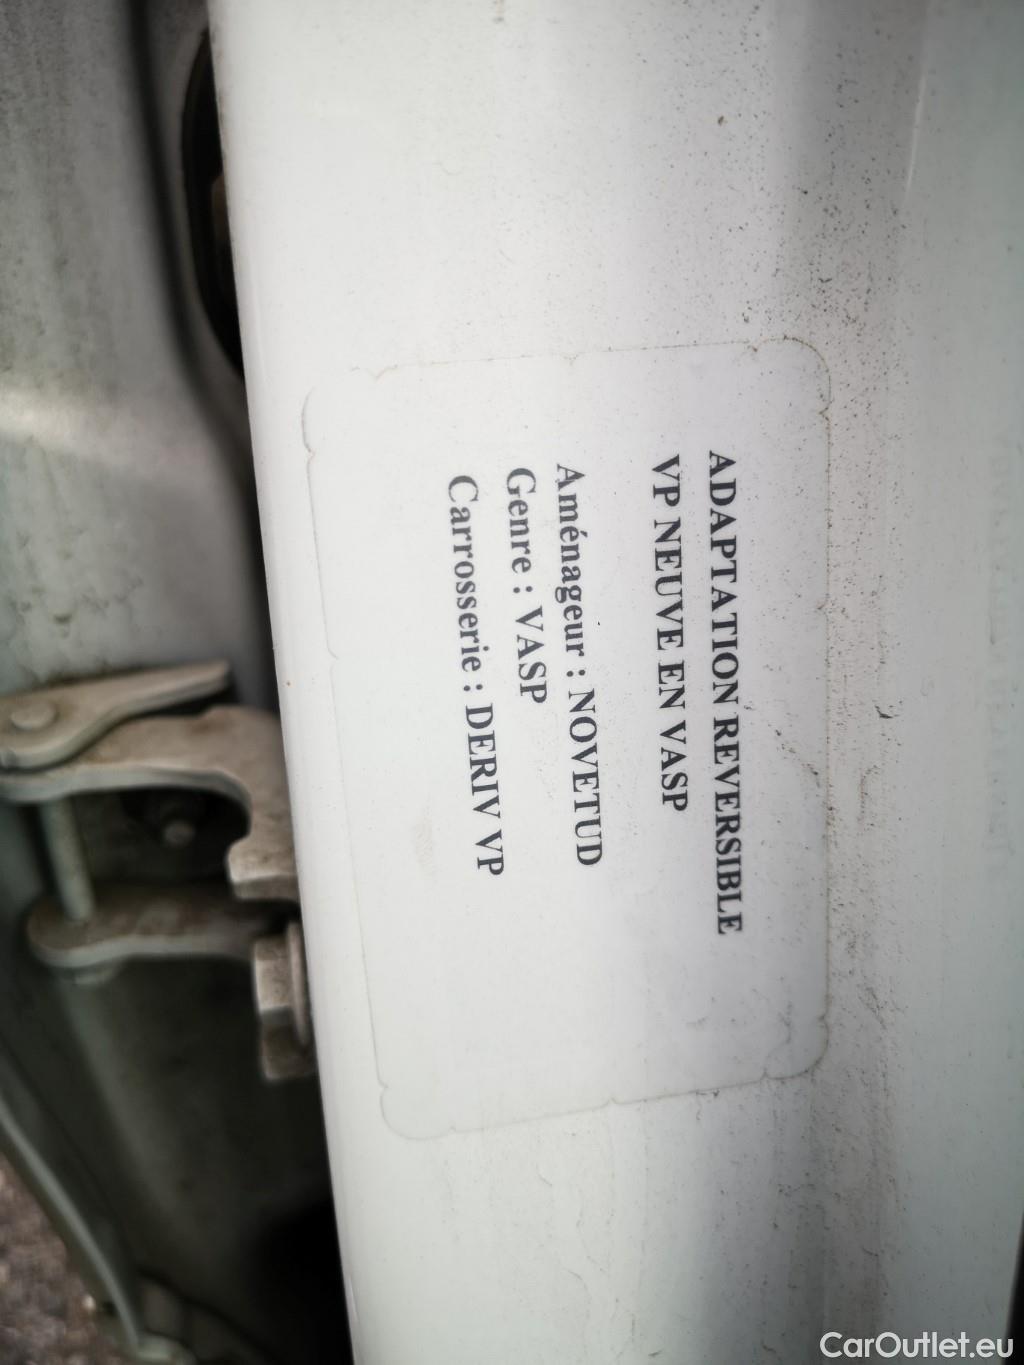 ADAPTATION REVERSIBLE
VP NEUVE EN VASP
Aménageur : NOVETUD
Genre : VASP
Carrosserie : DERIV VP
CarOutlet.eu